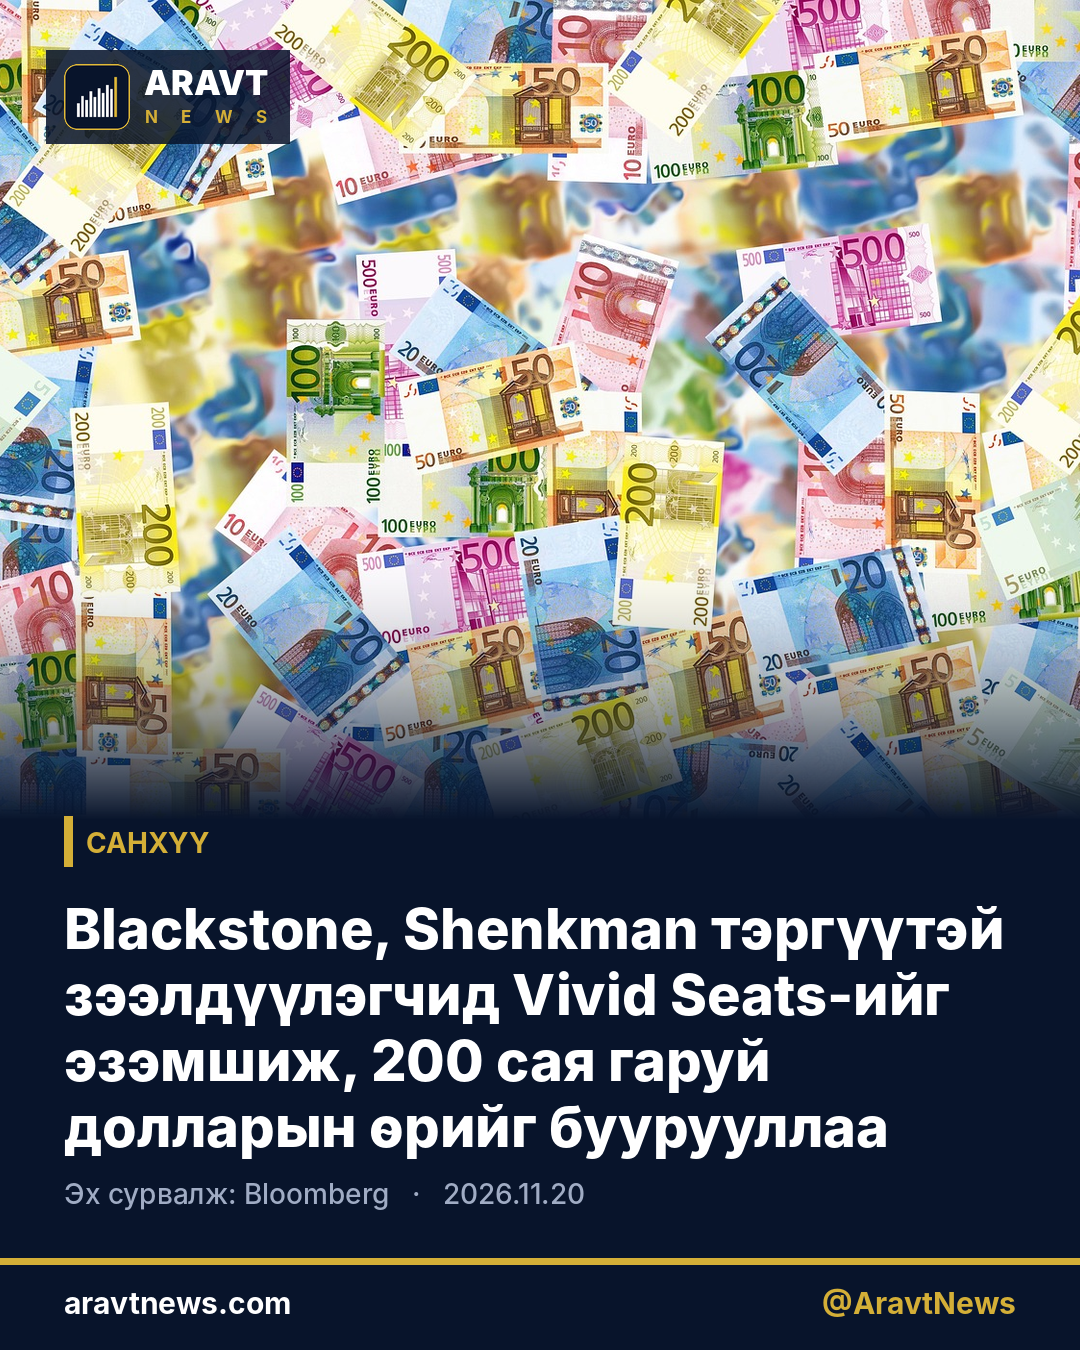 ARAVT
NEWS
САНХҮҮ
Blackstone, Shenkman тэргүүтэй
зээлдүүлэгчид Vivid Seats-ийг
эзэмшиж, 200 сая гаруй
долларын өрийг буурууллаа
Эх сурвалж: Bloomberg · 2026.11.20
aravtnews.com
@AravtNews